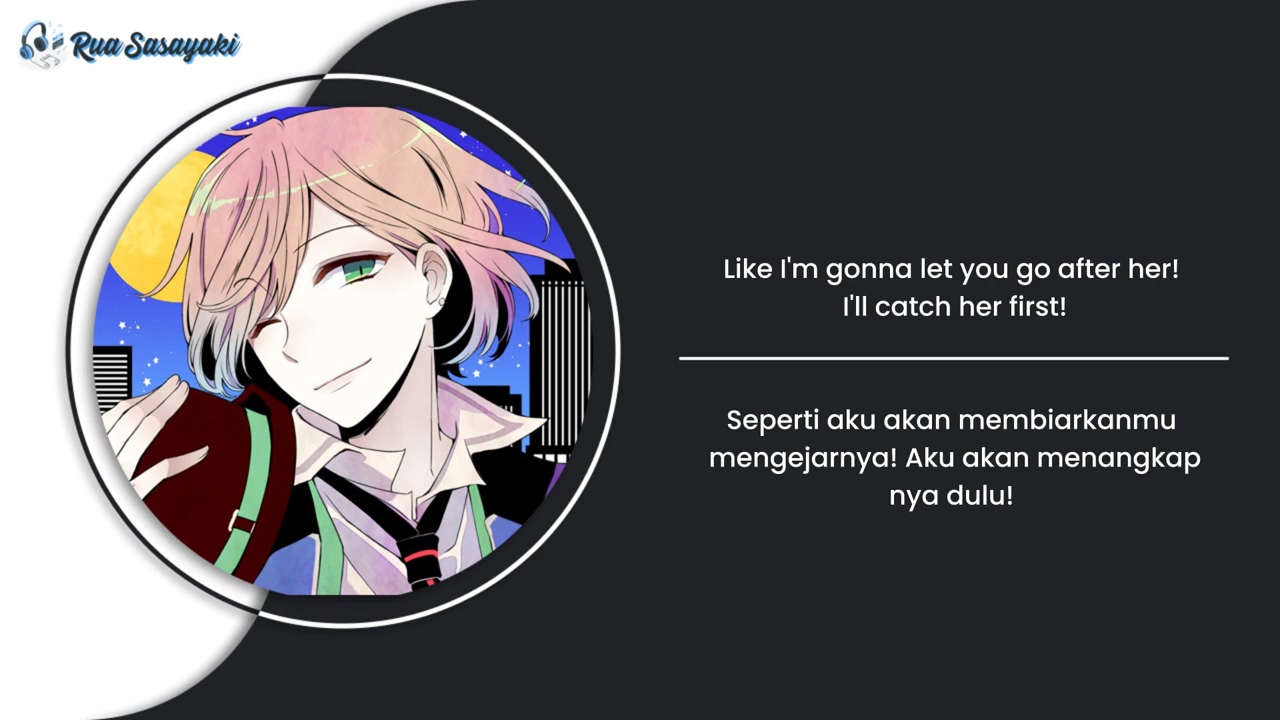 Rua Sasayaki
Like I'm gonna let you go after her!
I'll catch her first!
Seperti aku akan membiarkanmu
mengejarnya! Aku akan menangkap
nya dulu!